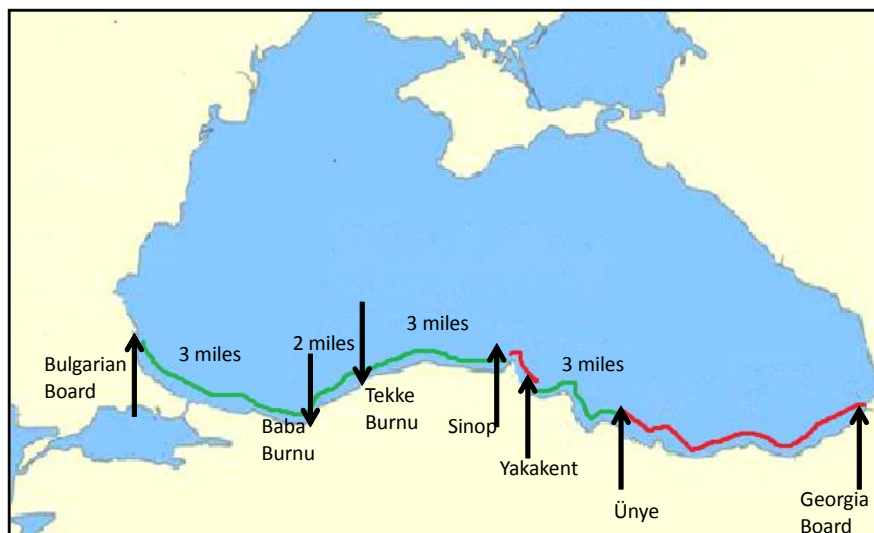 3 miles
2 miles
3 miles
3 miles
Bulgarian
Board
Baba
Burnu
Tekke
Burnu
Sinop
Yakakent
Ünye
Georgia
Board